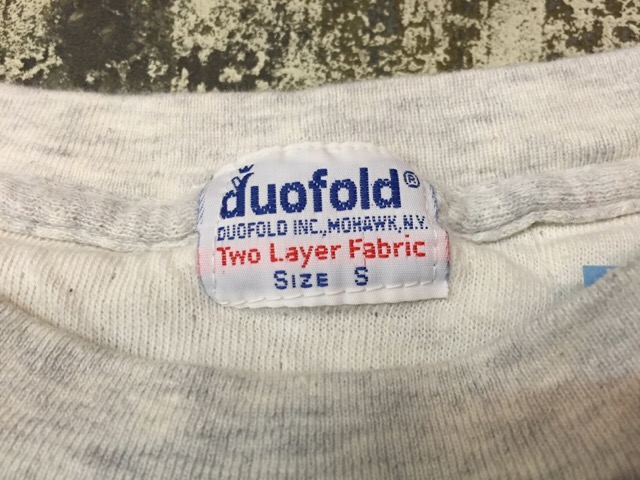 duofold®
DUOFOLD INC., MOHAWK, N.Y.
Two Layer Fabric
SIZE S